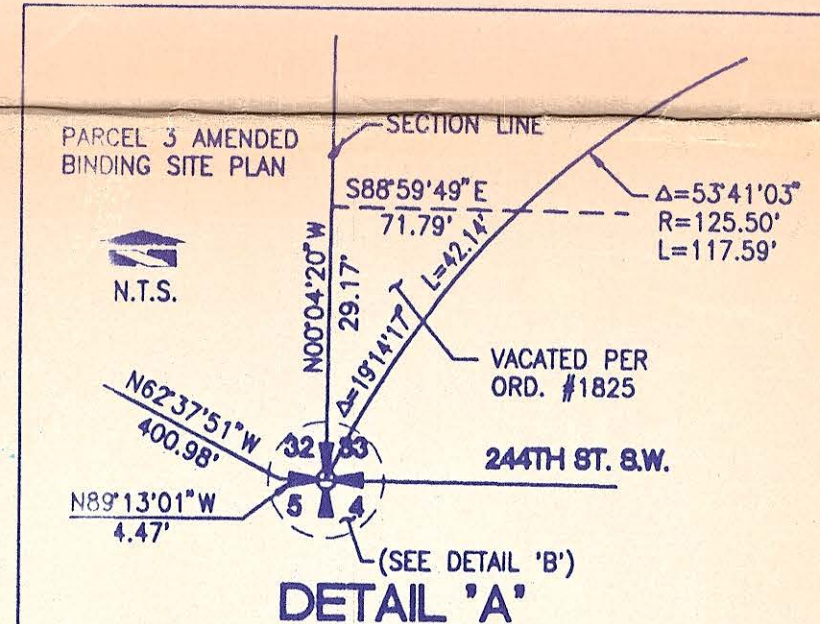 PARCEL 3 AMENDED
BINDING SITE PLAN
SECTION LINE
S88°59'49"E
71.79'
Δ=53°41'03"
R=125.50'
L=117.59'
N.T.S.
N00°04'20"W
29.17'
Δ=19°14'17"
L=42.14'
VACATED PER
ORD. #1825
N62°37'51"W
400.98'
32 33
244TH ST. S.W.
N89°13'01"W
4.47'
5 4
(SEE DETAIL 'B')
DETAIL "A"